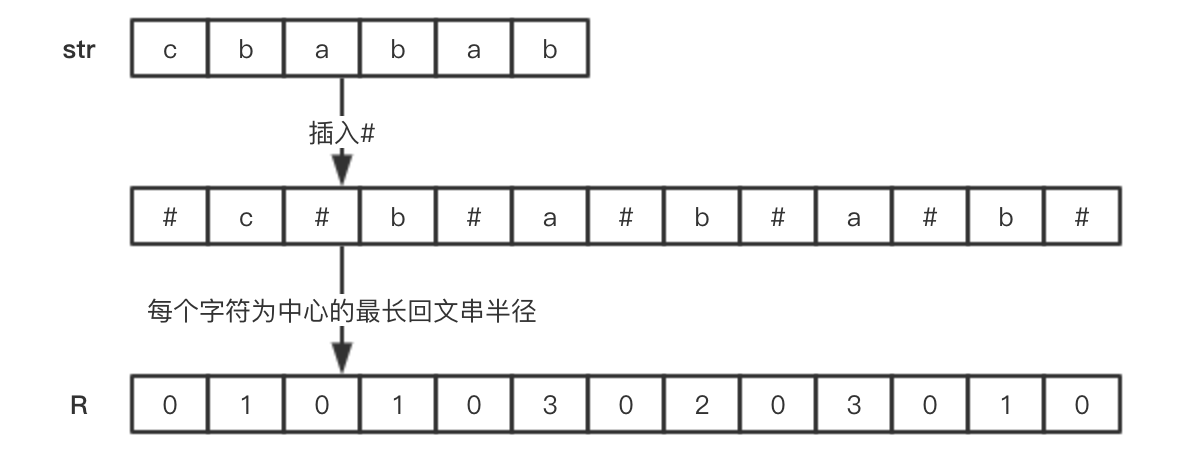 str c b a b a b
插入#
# c # b # a # b # a # b #
每个字符为中心的最长回文串半径
R 0 1 0 1 0 3 0 2 0 3 0 1 0